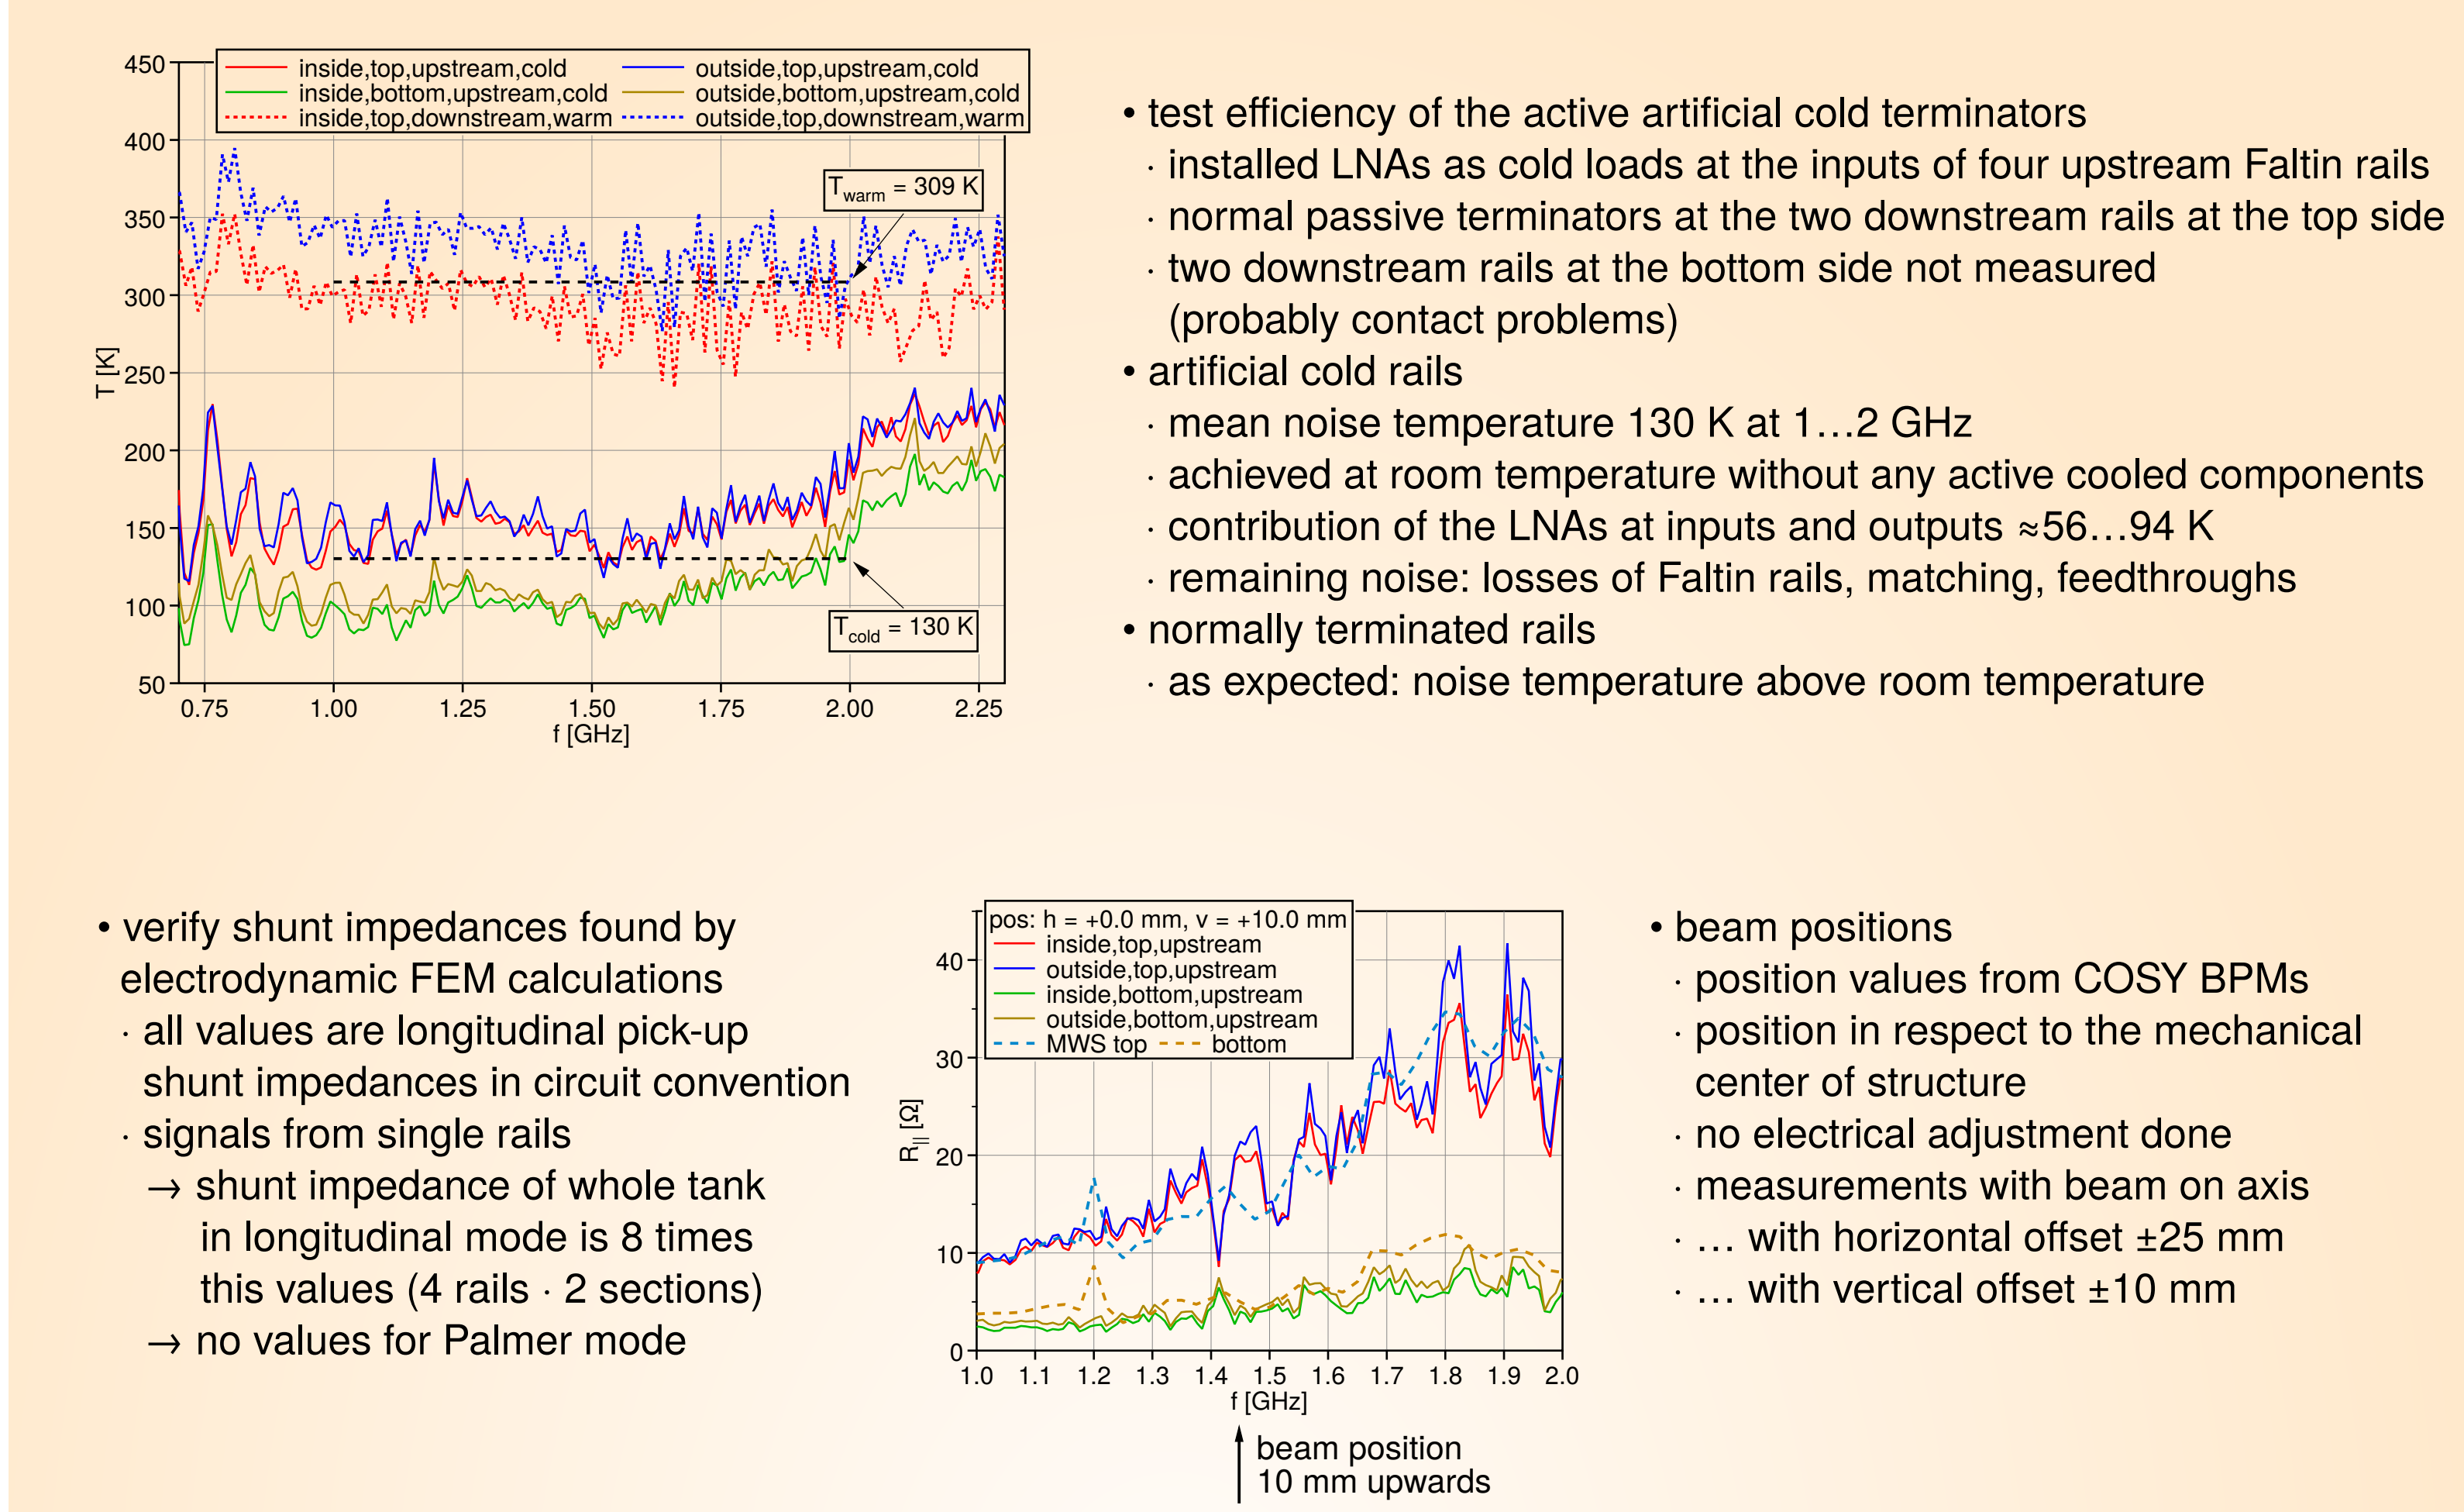 inside,top,upstream,cold
outside,top,upstream,cold
inside,bottom,upstream,cold
outside,bottom,upstream,cold
inside,top,downstream,warm
outside,top,downstream,warm
450
400
350
300
250
200
150
100
50
T [K]
T_warm = 309 K
T_cold = 130 K
0.75 1.00 1.25 1.50 1.75 2.00 2.25
f [GHz]
• test efficiency of the active artificial cold terminators
· installed LNAs as cold loads at the inputs of four upstream Faltin rails
· normal passive terminators at the two downstream rails at the top side
· two downstream rails at the bottom side not measured
(probably contact problems)
• artificial cold rails
· mean noise temperature 130 K at 1…2 GHz
· achieved at room temperature without any active cooled components
· contribution of the LNAs at inputs and outputs ≈56…94 K
· remaining noise: losses of Faltin rails, matching, feedthroughs
• normally terminated rails
· as expected: noise temperature above room temperature
• verify shunt impedances found by
electrodynamic FEM calculations
· all values are longitudinal pick-up
shunt impedances in circuit convention
· signals from single rails
→ shunt impedance of whole tank
in longitudinal mode is 8 times
this values (4 rails · 2 sections)
→ no values for Palmer mode
pos: h = +0.0 mm, v = +10.0 mm
inside,top,upstream
outside,top,upstream
inside,bottom,upstream
outside,bottom,upstream
MWS top
bottom
40
30
20
10
0
R_|| [Ω]
1.0 1.1 1.2 1.3 1.4 1.5 1.6 1.7 1.8 1.9 2.0
f [GHz]
beam position
10 mm upwards
• beam positions
· position values from COSY BPMs
· position in respect to the mechanical
center of structure
· no electrical adjustment done
· measurements with beam on axis
· … with horizontal offset ±25 mm
· … with vertical offset ±10 mm